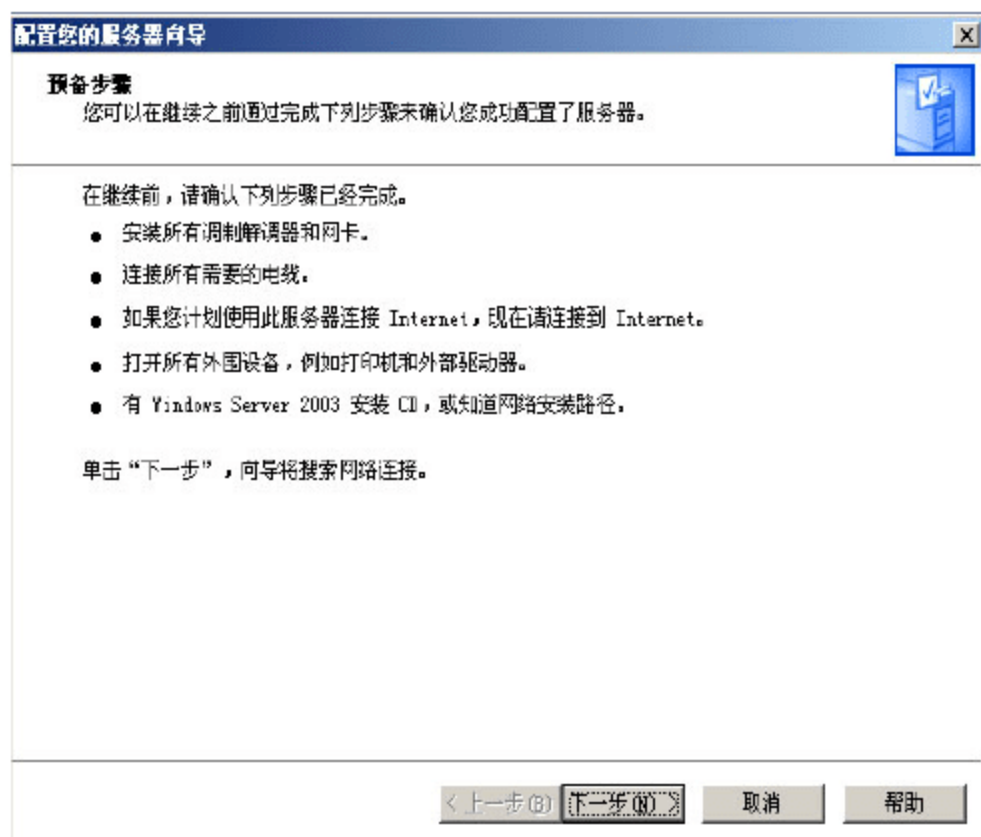 配置您的服务器向导
预备步骤
您可以在继续之前通过完成下列步骤来确认您成功配置了服务器。
在继续前，请确认下列步骤已经完成。
● 安装所有调制解调器和网卡。
● 连接所有需要的电线。
● 如果您计划使用此服务器连接 Internet，现在请连接到 Internet。
● 打开所有外围设备，例如打印机和外部驱动器。
● 有 Windows Server 2003 安装 CD，或知道网络安装路径。
单击“下一步”，向导将搜索网络连接。
< 上一步(B) 下一步(N) > 取消 帮助